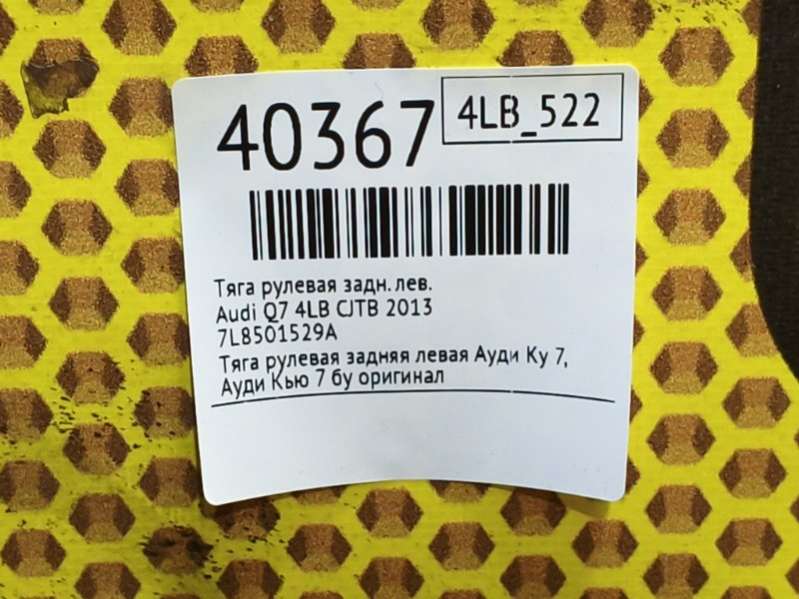 40367
4LB_522
Тяга рулевая задн. лев.
Audi Q7 4LB CJTB 2013
7L8501529A
Тяга рулевая задняя левая Ауди Ку 7,
Ауди Кью 7 бу оригинал